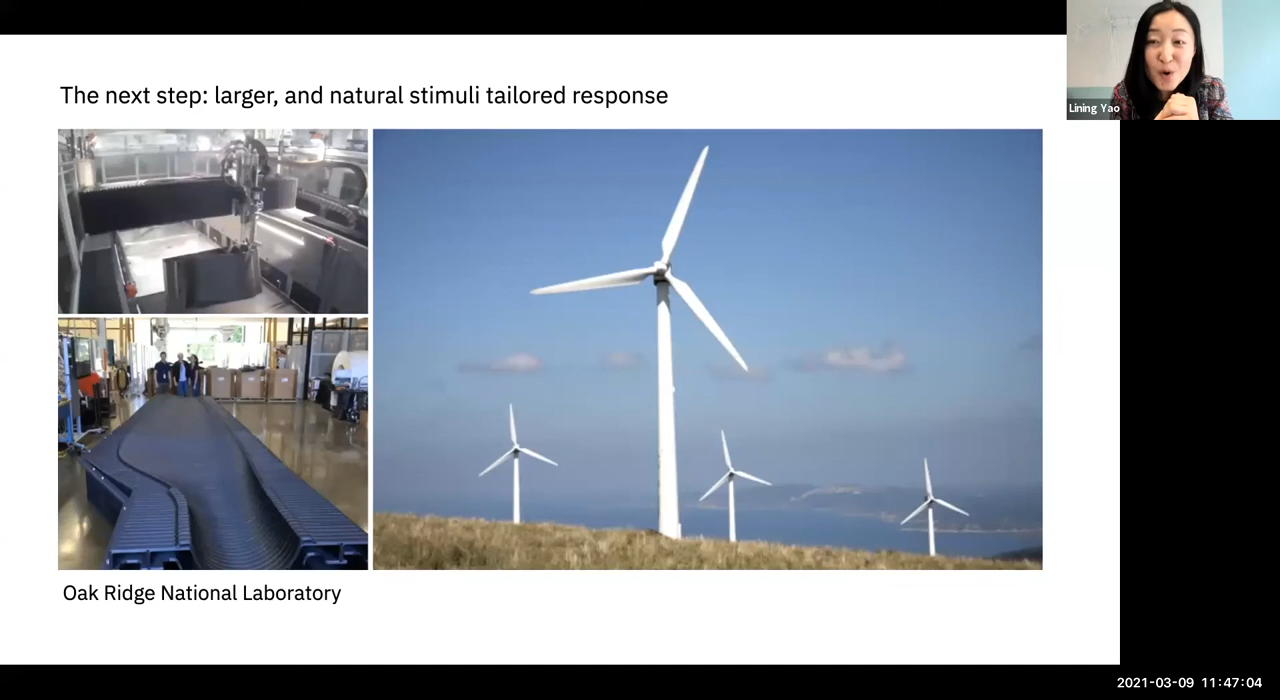 The next step: larger, and natural stimuli tailored response
Lining Yao
Oak Ridge National Laboratory
2021-03-09 11:47:04